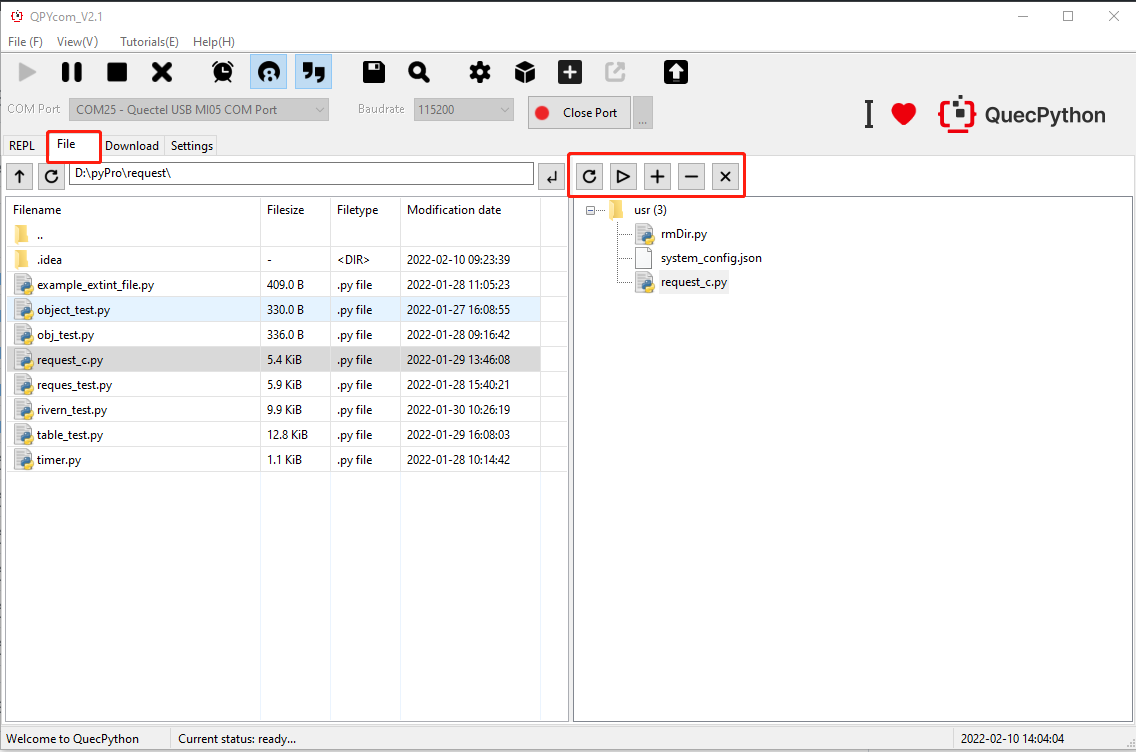 QPYcom_V2.1
File (F) View(V) Tutorials(E) Help(H)
COM Port COM25 - Quectel USB MI05 COM Port Baudrate 115200 Close Port ... I QuecPython
REPL File Download Settings
D:\pyPro\request\
Filename Filesize Filetype Modification date
..
.idea - <DIR> 2022-02-10 09:23:39
example_extint_file.py 409.0 B .py file 2022-01-28 11:05:23
object_test.py 330.0 B .py file 2022-01-27 16:08:55
obj_test.py 336.0 B .py file 2022-01-28 09:16:42
request_c.py 5.4 KiB .py file 2022-01-29 13:46:08
reques_test.py 5.9 KiB .py file 2022-01-28 15:40:21
rivern_test.py 9.9 KiB .py file 2022-01-30 10:26:19
table_test.py 12.8 KiB .py file 2022-01-29 16:08:03
timer.py 1.1 KiB .py file 2022-01-28 10:14:42
usr (3)
rmDir.py
system_config.json
request_c.py
Welcome to QuecPython Current status: ready... 2022-02-10 14:04:04